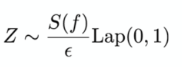 Z ∼ S(f)/ϵ Lap(0, 1)